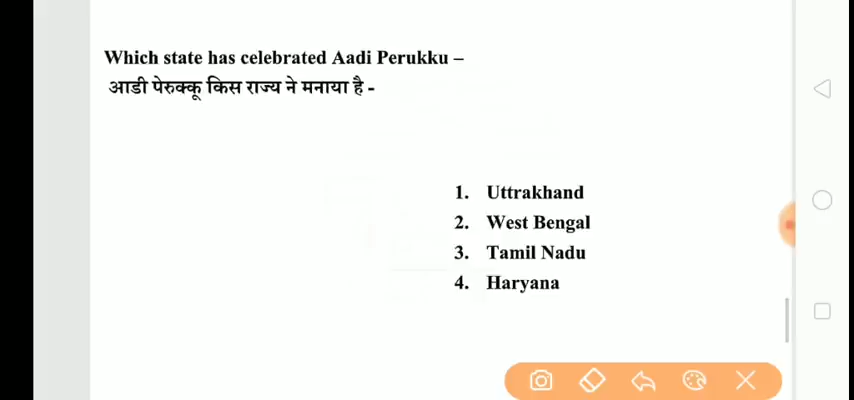 Which state has celebrated Aadi Perukku –
आडी पेरुक्कू किस राज्य ने मनाया है -
1. Uttrakhand
2. West Bengal
3. Tamil Nadu
4. Haryana